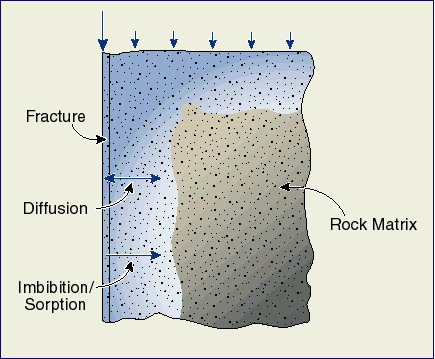 Fracture
Diffusion
Rock Matrix
Imbibition/
Sorption